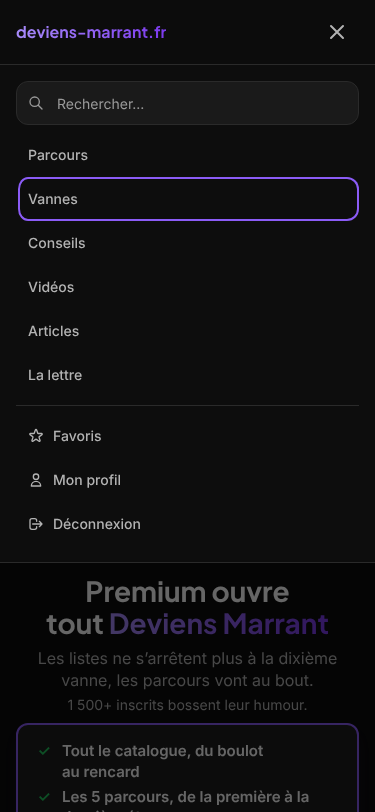 deviens-marrant.fr
Rechercher...
Parcours
Vannes
Conseils
Vidéos
Articles
La lettre
Favoris
Mon profil
Déconnexion
Premium ouvre
tout Deviens Marrant
Les listes ne s'arrêtent plus à la dixième
vanne, les parcours vont au bout.
1 500+ inscrits bossent leur humour.
Tout le catalogue, du boulot
au rencard
Les 5 parcours, de la première à la